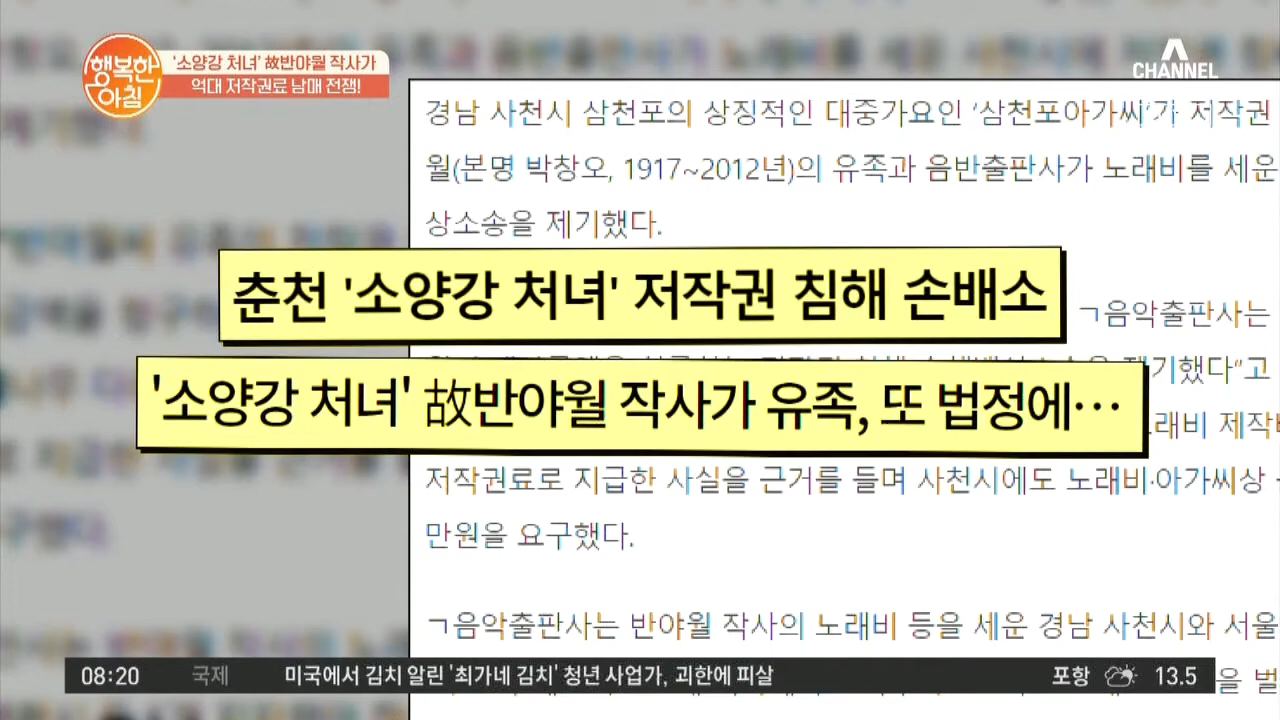 행복한
아침
'소양강 처녀' 故반야월 작사가
억대 저작권료 남매 전쟁!
CHANNEL
경남 사천시 삼천포의 상징적인 대중가요인 '삼천포아가씨'가 저작권
월(본명 박창오, 1917~2012년)의 유족과 음반출판사가 노래비를 세운
상소송을 제기했다.
춘천 '소양강 처녀' 저작권 침해 손배소
ㄱ음악출판사는
'소양강 처녀' 故반야월 작사가 유족, 또 법정에…
제기했다"고
래비 제작
저작권료로 지급한 사실을 근거를 들며 사천시에도 노래비·아가씨상
만원을 요구했다.
ㄱ음악출판사는 반야월 작사의 노래비 등을 세운 경남 사천시와 서울
08:20 국제 미국에서 김치 알린 '최가네 김치' 청년 사업가, 괴한에 피살 포항 13.5
을 벌